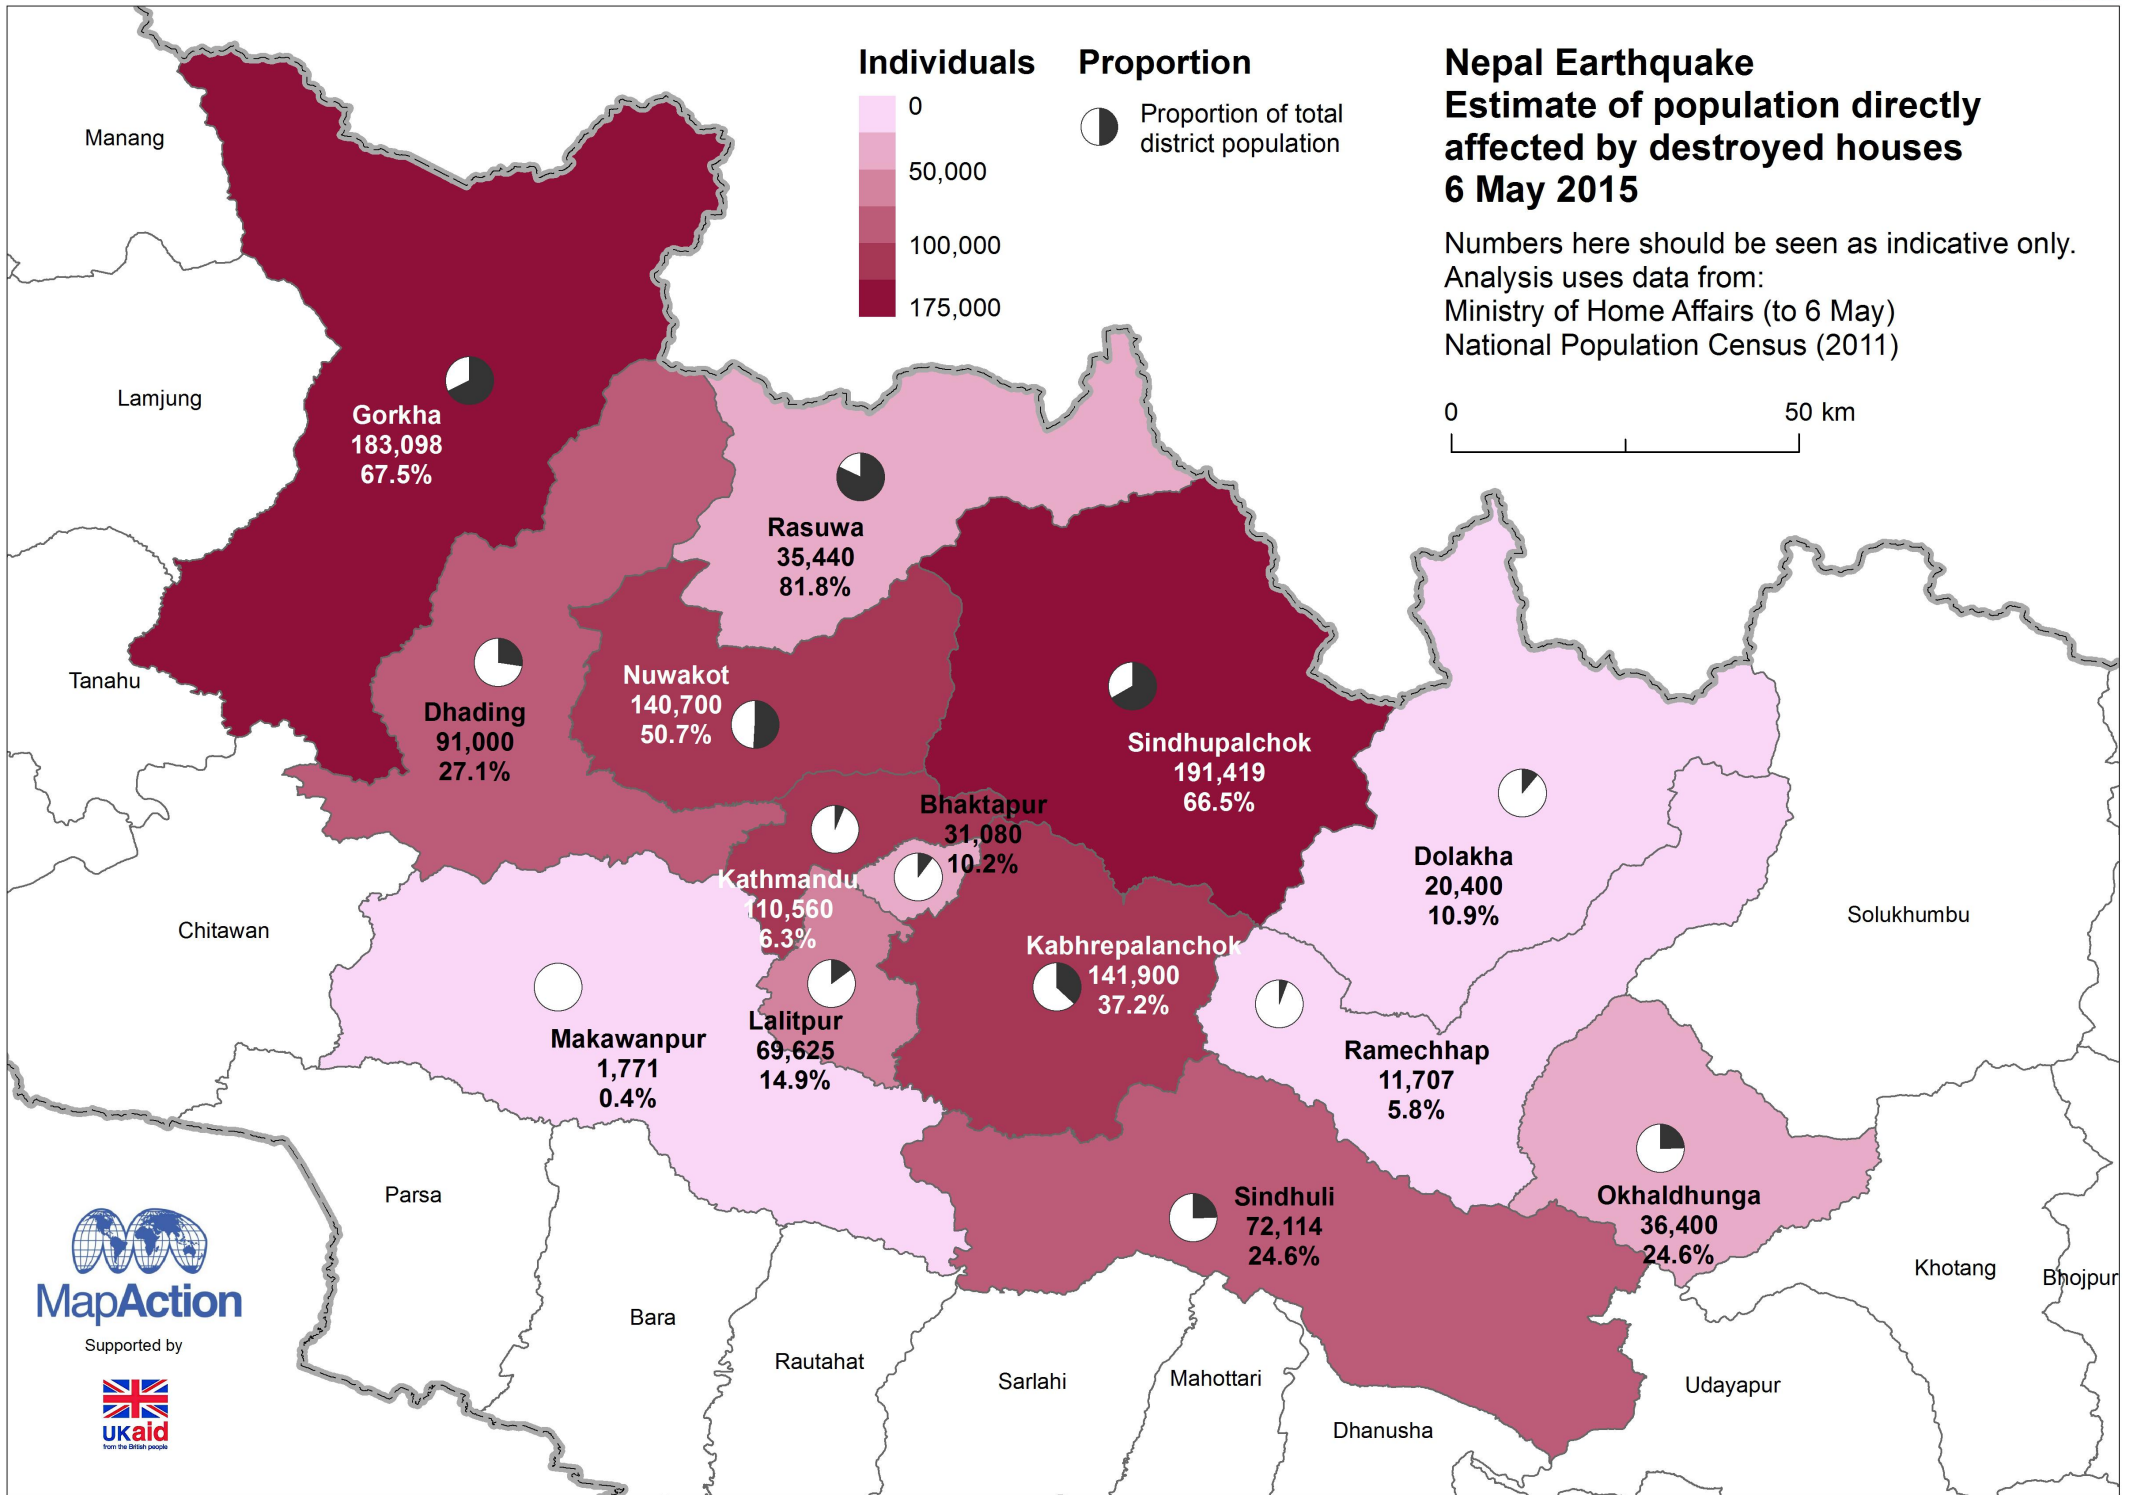 Individuals
0
50,000
100,000
175,000
Proportion
Proportion of total
district population
Nepal Earthquake
Estimate of population directly
affected by destroyed houses
6 May 2015
Numbers here should be seen as indicative only.
Analysis uses data from:
Ministry of Home Affairs (to 6 May)
National Population Census (2011)
0 50 km
Manang
Lamjung
Gorkha
183,098
67.5%
Rasuwa
35,440
81.8%
Tanahu
Dhading
91,000
27.1%
Nuwakot
140,700
50.7%
Sindhupalchok
191,419
66.5%
Bhaktapur
31,080
10.2%
Kathmandu
110,560
6.3%
Dolakha
20,400
10.9%
Solukhumbu
Chitawan
Kabhrepalanchok
141,900
37.2%
Makawanpur
1,771
0.4%
Lalitpur
69,625
14.9%
Ramechhap
11,707
5.8%
Parsa
Sindhuli
72,114
24.6%
Okhaldhunga
36,400
24.6%
Khotang
Bhojpur
Bara
Rautahat
Sarlahi
Mahottari
Dhanusha
Udayapur
MapAction
Supported by
UKaid
from the British people